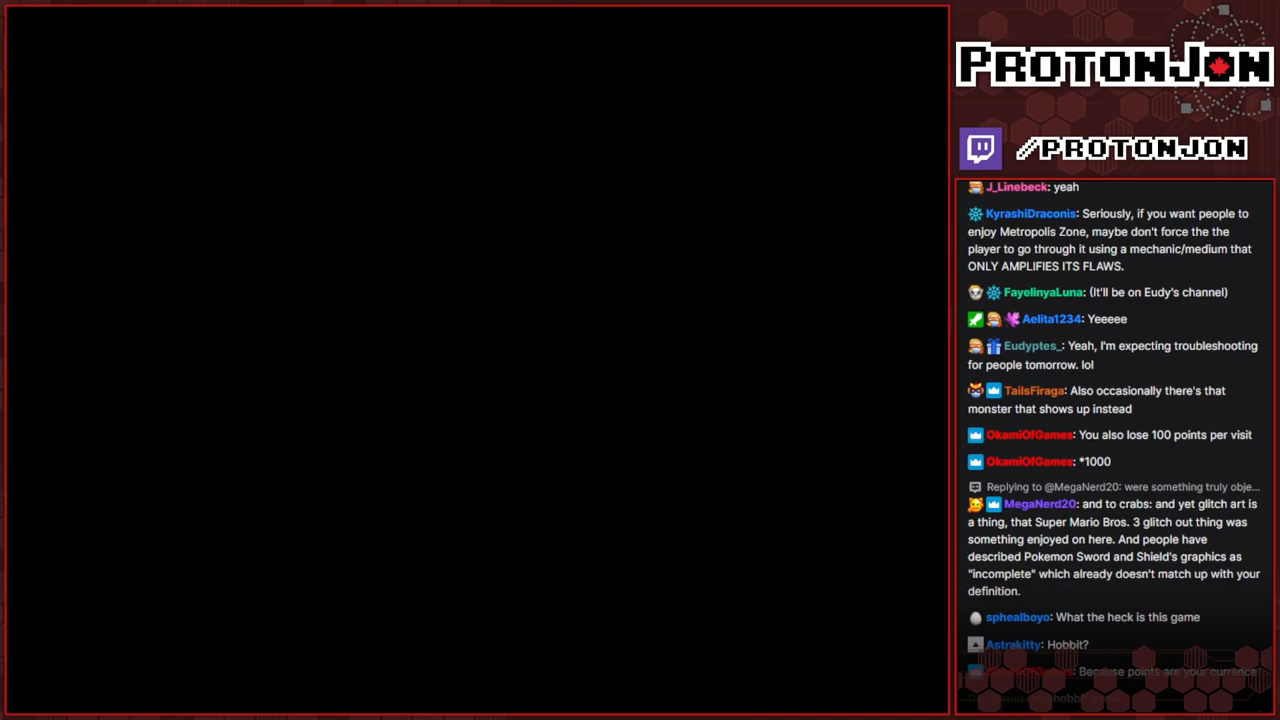 PROTONJON
/PROTONJON
J_Linebeck: yeah
KyrashiDraconis: Seriously, if you want people to
enjoy Metropolis Zone, maybe don't force the the
player to go through it using a mechanic/medium that
ONLY AMPLIFIES ITS FLAWS.
FayelinyaLuna: (It'll be on Eudy's channel)
Aelita1234: Yeeeee
Eudyptes_: Yeah, I'm expecting troubleshooting
for people tomorrow. lol
TailsFiraga: Also occasionally there's that
monster that shows up instead
OkamiOfGames: You also lose 100 points per visit
OkamiOfGames: *1000
Replying to @MegaNerd20: were something truly obje...
MegaNerd20: and to crabs: and yet glitch art is
a thing, that Super Mario Bros. 3 glitch out thing was
something enjoyed on here. And people have
described Pokemon Sword and Shield's graphics as
"incomplete" which already doesn't match up with your
definition.
sphealboyo: What the heck is this game
Astrakitty: Hobbit?
Because points are your currence